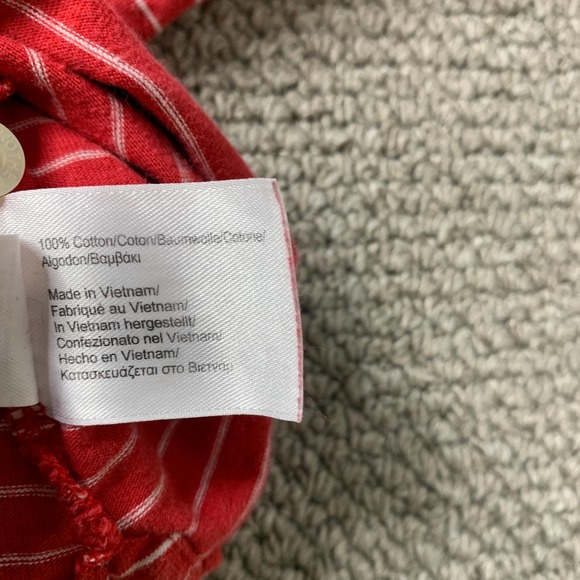 100% Cotton/Coton/Baumwolle/Cotone/
Algodon/Βαμβάκι
Made in Vietnam/
Fabriqué au Vietnam/
In Vietnam hergestellt/
Confezionato nel Vietnam/
Hecho en Vietnam/
Κατασκευάζεται στο Βιετνάμ